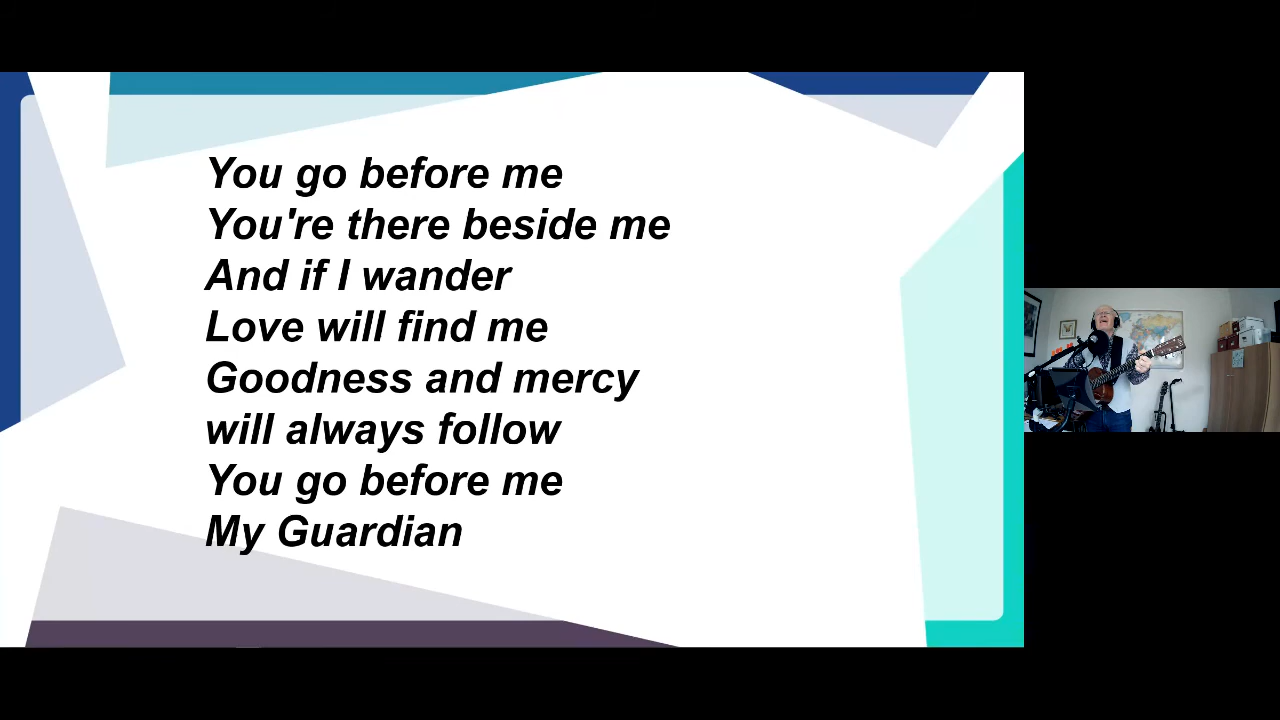 You go before me
You're there beside me
And if I wander
Love will find me
Goodness and mercy
will always follow
You go before me
My Guardian